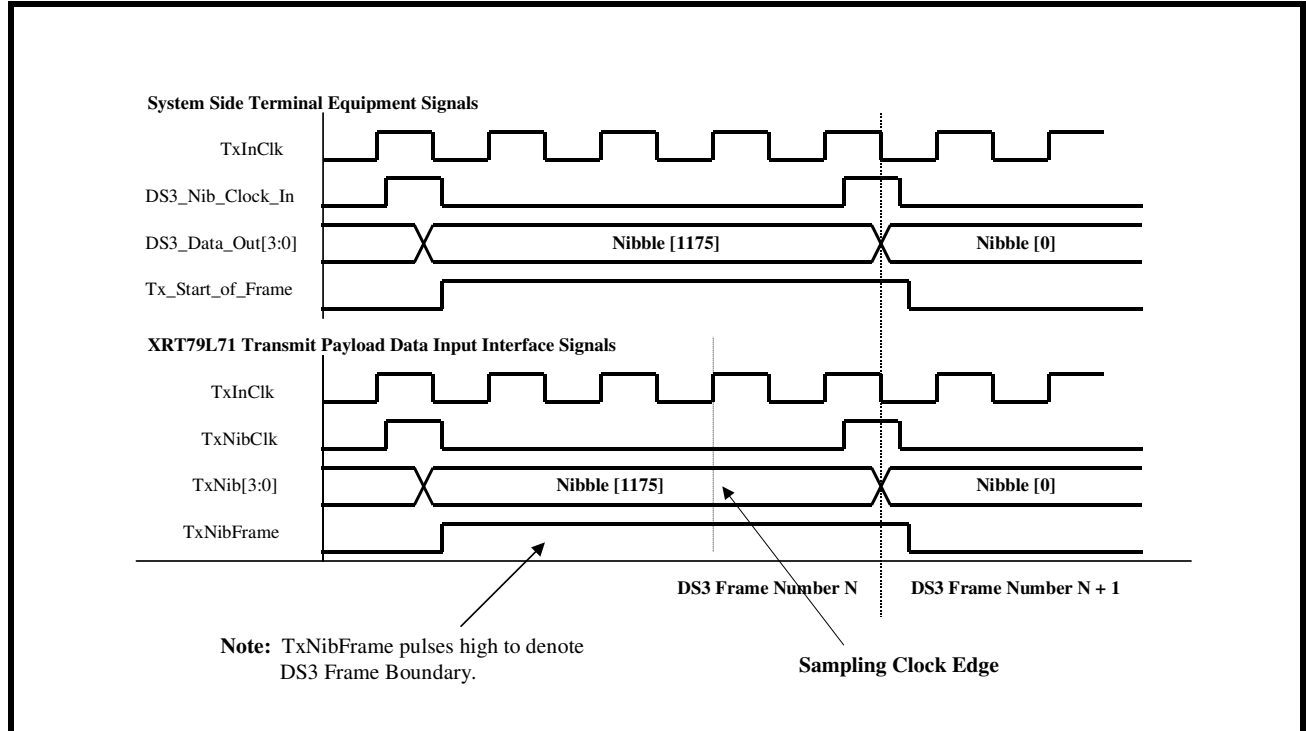 System Side Terminal Equipment Signals
TxInClk
DS3_Nib_Clock_In
DS3_Data_Out[3:0]
Nibble [1175]
Nibble [0]
Tx_Start_of_Frame
XRT79L71 Transmit Payload Data Input Interface Signals
TxInClk
TxNibClk
TxNib[3:0]
Nibble [1175]
Nibble [0]
TxNibFrame
DS3 Frame Number N
DS3 Frame Number N + 1
Note: TxNibFrame pulses high to denote
DS3 Frame Boundary.
Sampling Clock Edge